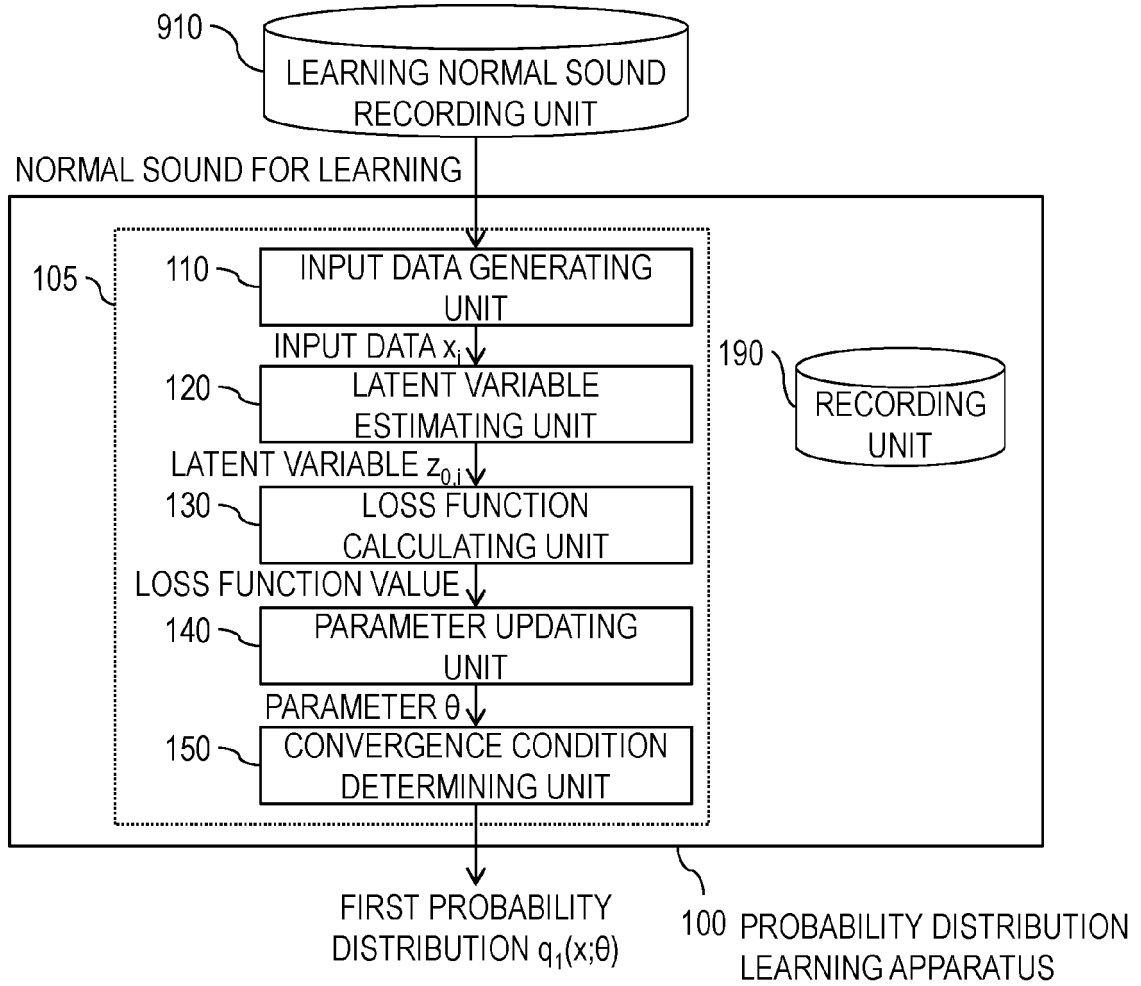 910
LEARNING NORMAL SOUND
RECORDING UNIT
NORMAL SOUND FOR LEARNING
105
110
INPUT DATA GENERATING
UNIT
INPUT DATA xᵢ
120
LATENT VARIABLE
ESTIMATING UNIT
190
RECORDING
UNIT
LATENT VARIABLE z₀,ᵢ
130
LOSS FUNCTION
CALCULATING UNIT
LOSS FUNCTION VALUE
140
PARAMETER UPDATING
UNIT
PARAMETER θ
150
CONVERGENCE CONDITION
DETERMINING UNIT
FIRST PROBABILITY
DISTRIBUTION q₁(x;θ)
100 PROBABILITY DISTRIBUTION
LEARNING APPARATUS